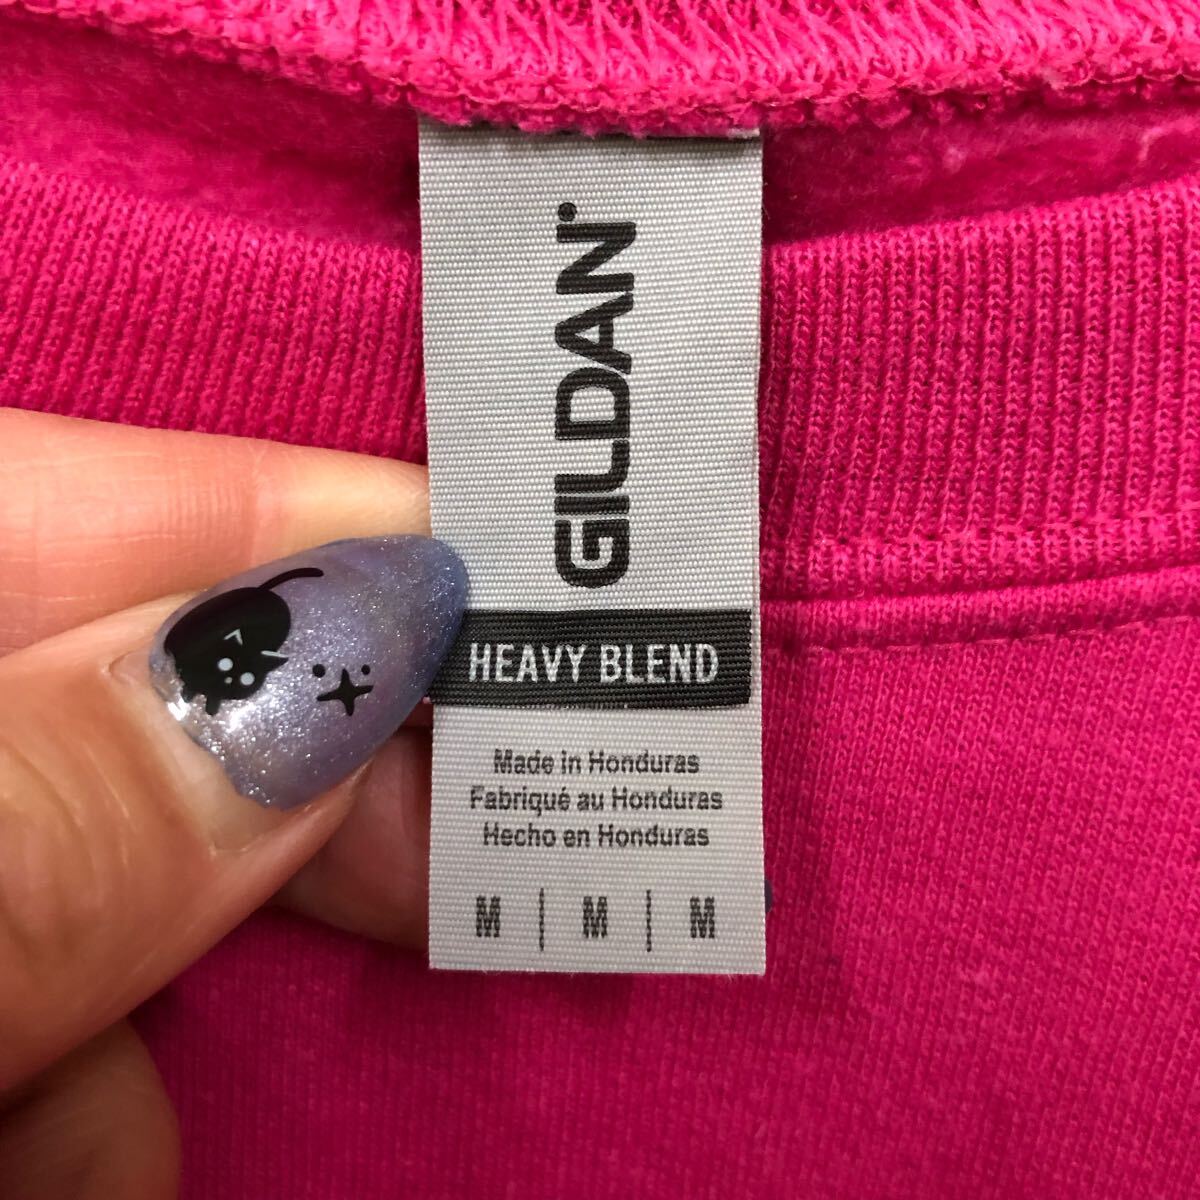 GILDAN
HEAVY BLEND
Made in Honduras
Fabriqué au Honduras
Hecho en Honduras
M | M | M